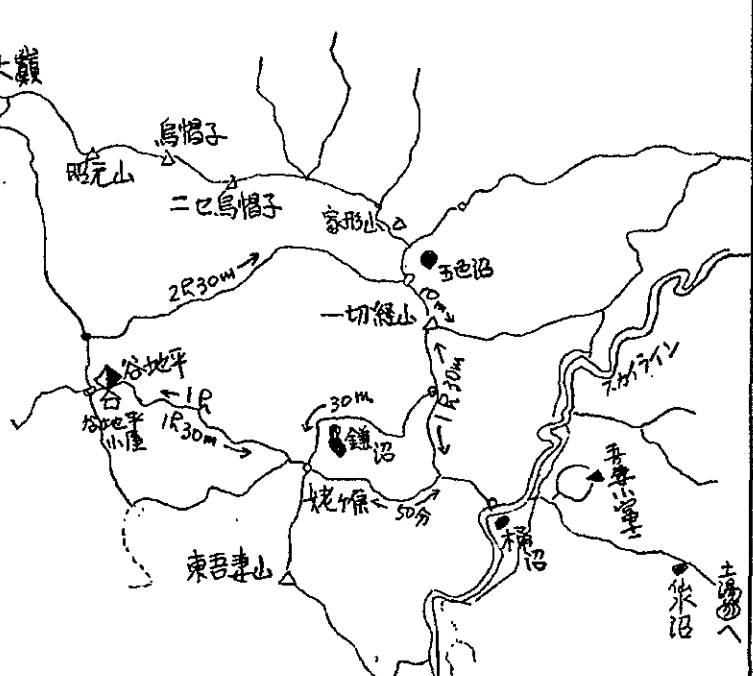 大巓
昭元山
烏帽子
ニセ烏帽子
家形山
五色沼
2R30m
一切経山
谷地平
谷地平
小屋
1R
1R30m
30m
鎌沼
1R30m
スカイライン
姥ヶ原
50分
東吾妻山
桶沼
吾妻小富士
仙水沼
土湯
へ